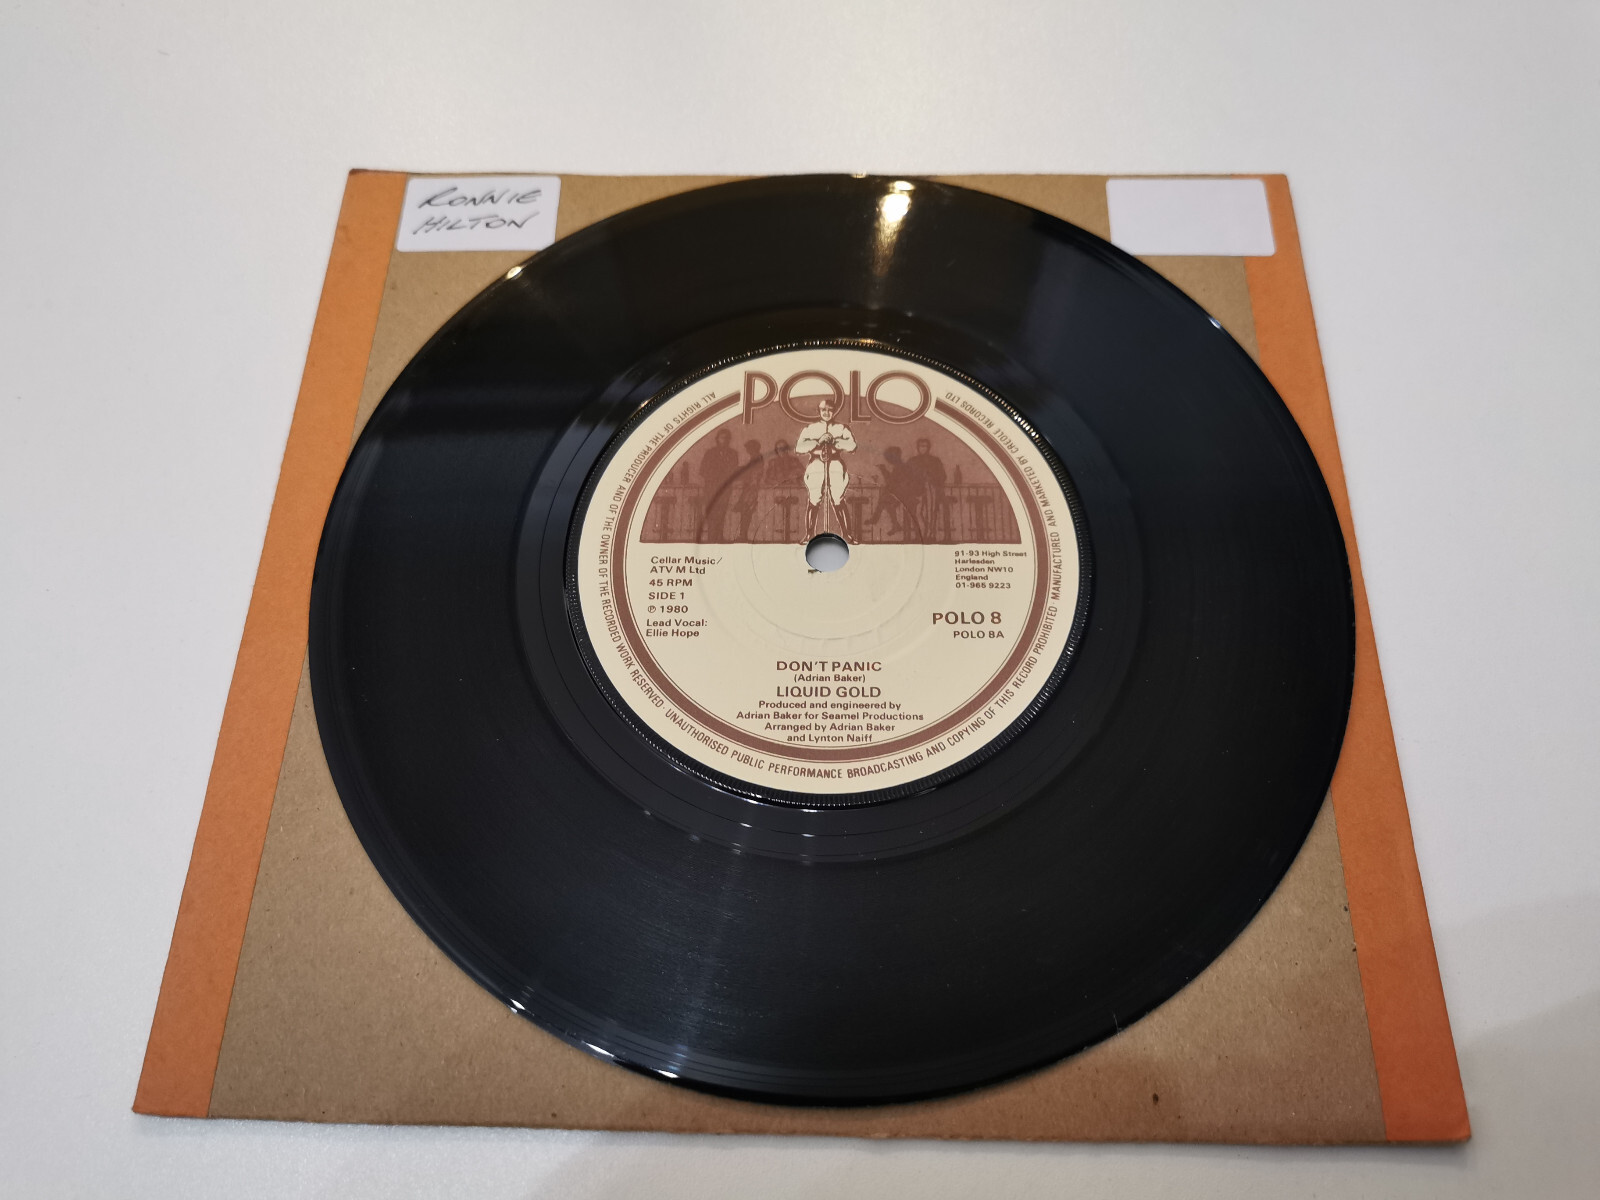 RONNIE
HILTON
POLO
ALL RIGHTS OF THE PRODUCER AND OF THE OWNER OF THE RECORDED WORK RESERVED · UNAUTHORISED PUBLIC PERFORMANCE BROADCASTING AND COPYING OF THIS RECORD PROHIBITED · MANUFACTURED AND MARKETED BY CREOLE RECORDS LTD.
Cellar Music/
ATV M Ltd
45 RPM
SIDE 1
℗ 1980
Lead Vocal:
Ellie Hope
91-93 High Street
Harlesden
London NW10
England
01-965 9223
POLO 8
POLO 8A
DON'T PANIC
(Adrian Baker)
LIQUID GOLD
Produced and engineered by
Adrian Baker for Seamel Productions
Arranged by Adrian Baker
and Lynton Naiff